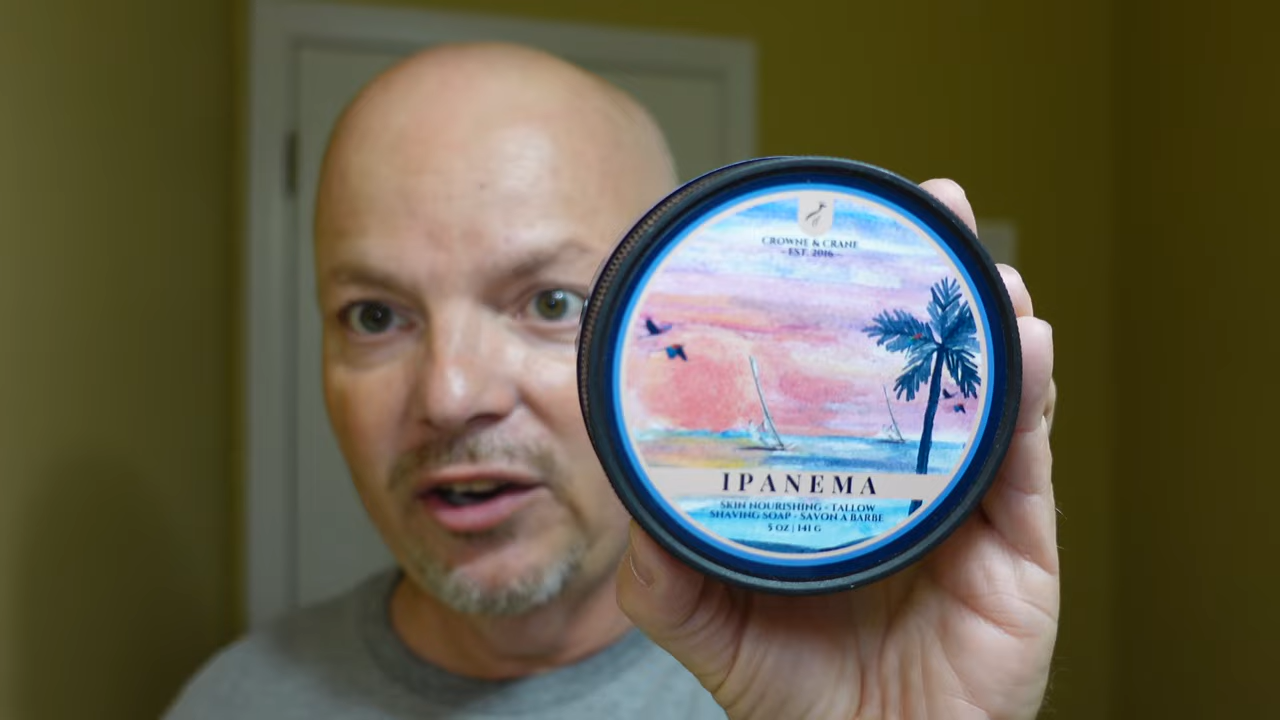 CROWNE & CRANE
- EST. 2016 -
IPANEMA
SKIN NOURISHING - TALLOW
SHAVING SOAP - SAVON A BARBE
5 OZ | 141 G